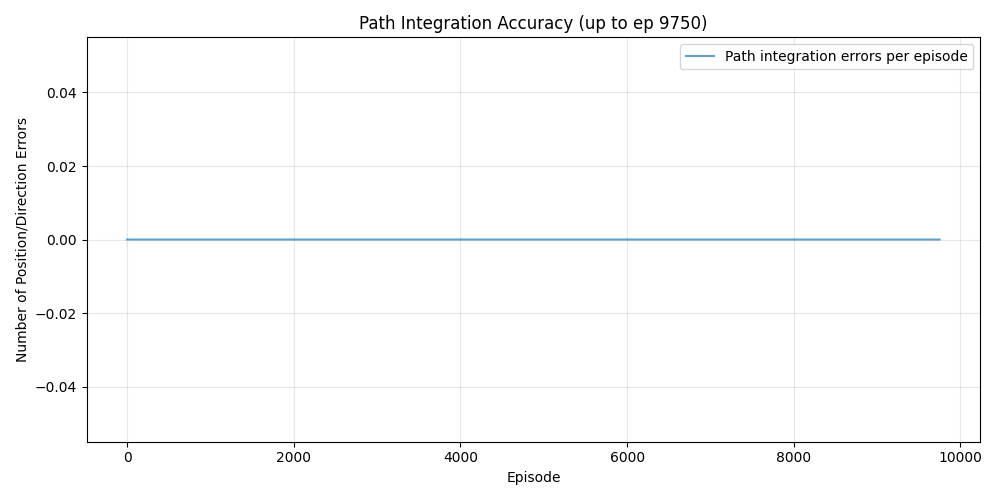 Path Integration Accuracy (up to ep 9750)
Path integration errors per episode
Number of Position/Direction Errors
0.04
0.02
0.00
−0.02
−0.04
0 2000 4000 6000 8000 10000
Episode